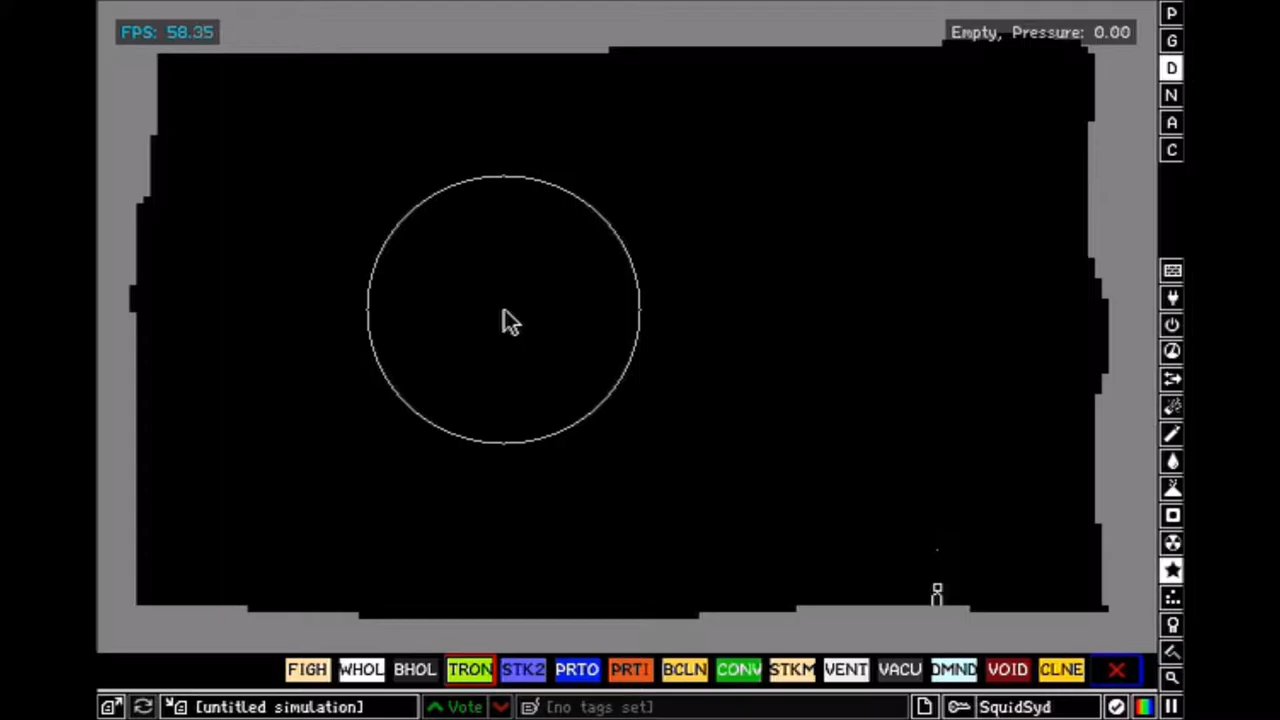 FPS: 58.35
Empty, Pressure: 0.00
P
G
D
N
A
C
FIGH WHOL BHOL TRON STK2 PRTO PRTI BCLN CONV STKM VENT VACU DMND VOID CLNE
[untitled simulation] Vote [no tags set] SquidSyd